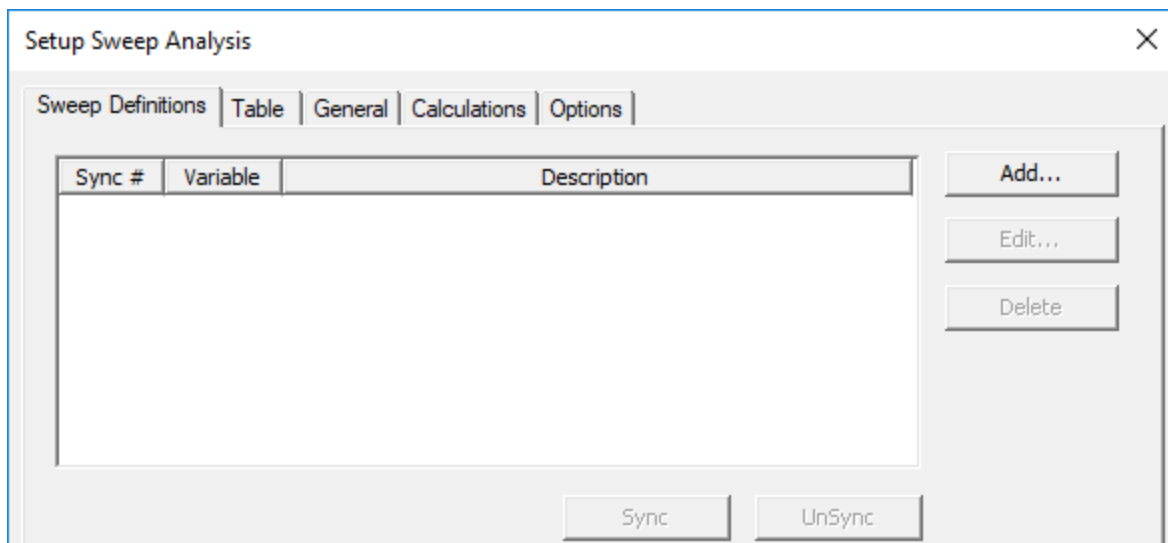 Setup Sweep Analysis
Sweep Definitions Table General Calculations Options
Sync # Variable Description
Add...
Edit...
Delete
Sync UnSync